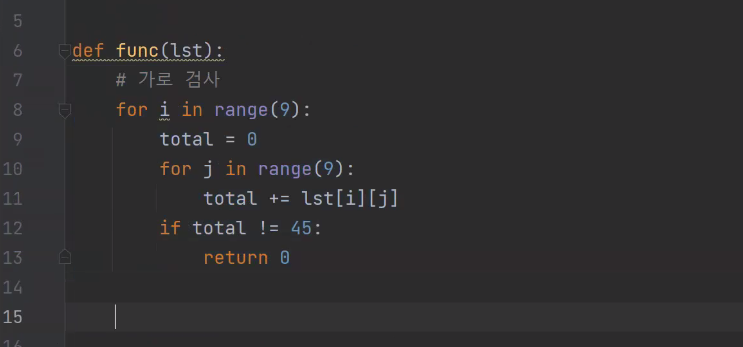 5
6 def func(lst):
7 # 가로 검사
8 for i in range(9):
9 total = 0
10 for j in range(9):
11 total += lst[i][j]
12 if total != 45:
13 return 0
14
15
16